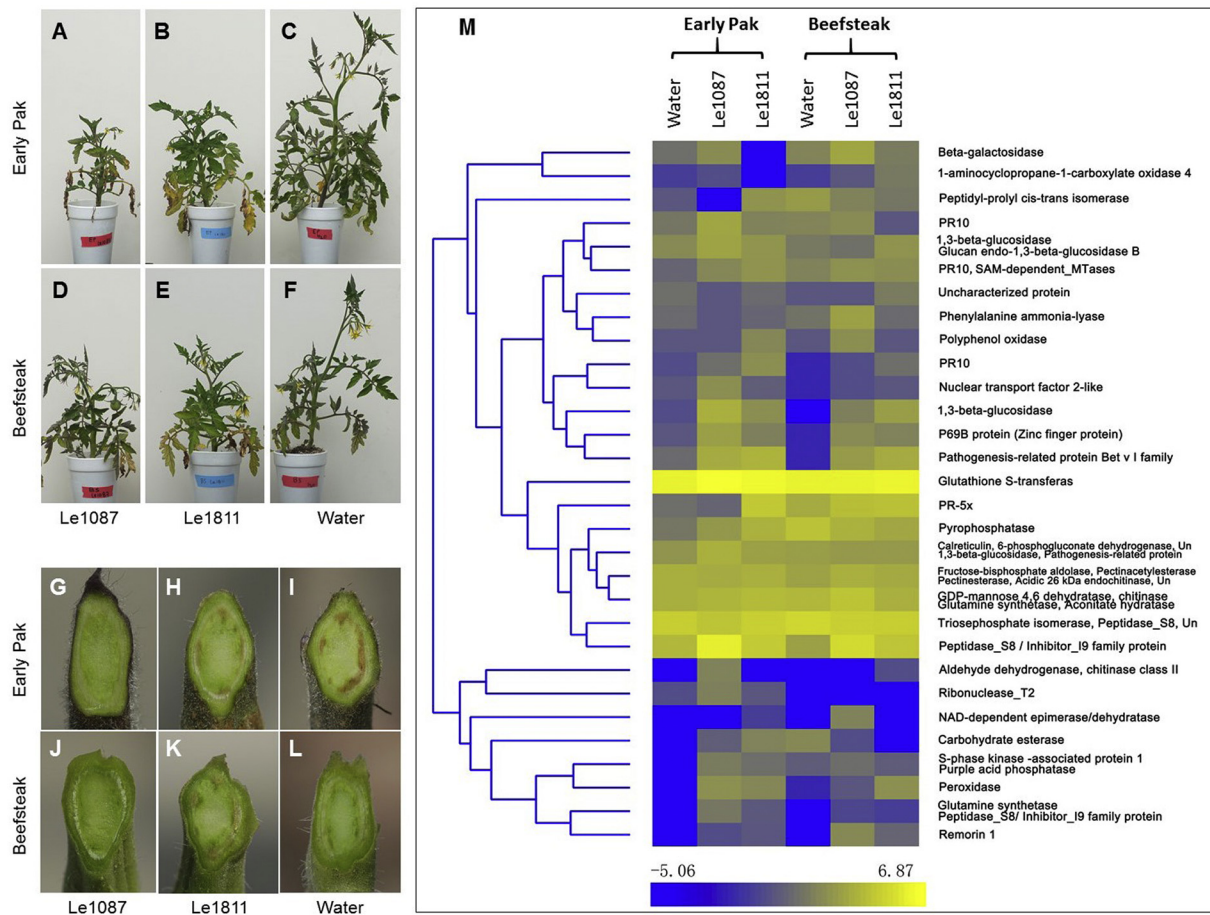 A
B
C
Early Pak
D
E
F
Beefsteak
Le1087
Le1811
Water
G
H
I
Early Pak
J
K
L
Beefsteak
Le1087
Le1811
Water
M
Early Pak
Beefsteak
Water
Le1087
Le1811
Water
Le1087
Le1811
Beta-galactosidase
1-aminocyclopropane-1-carboxylate oxidase 4
Peptidyl-prolyl cis-trans isomerase
PR10
1,3-beta-glucosidase
Glucan endo-1,3-beta-glucosidase B
PR10, SAM-dependent_MTases
Uncharacterized protein
Phenylalanine ammonia-lyase
Polyphenol oxidase
PR10
Nuclear transport factor 2-like
1,3-beta-glucosidase
P69B protein (Zinc finger protein)
Pathogenesis-related protein Bet v I family
Glutathione S-transferas
PR-5x
Pyrophosphatase
Calreticulin, 6-phosphogluconate dehydrogenase, Un
1,3-beta-glucosidase, Pathogenesis-related protein
Fructose-bisphosphate aldolase, Pectinacetylesterase
Pectinesterase, Acidic 26 kDa endochitinase, Un
GDP-mannose 4,6 dehydratase, chitinase
Glutamine synthetase, Aconitate hydratase
Triosephosphate isomerase, Peptidase_S8, Un
Peptidase_S8 / Inhibitor_I9 family protein
Aldehyde dehydrogenase, chitinase class II
Ribonuclease_T2
NAD-dependent epimerase/dehydratase
Carbohydrate esterase
S-phase kinase -associated protein 1
Purple acid phosphatase
Peroxidase
Glutamine synthetase
Peptidase_S8/ Inhibitor_I9 family protein
Remorin 1
-5.06
6.87